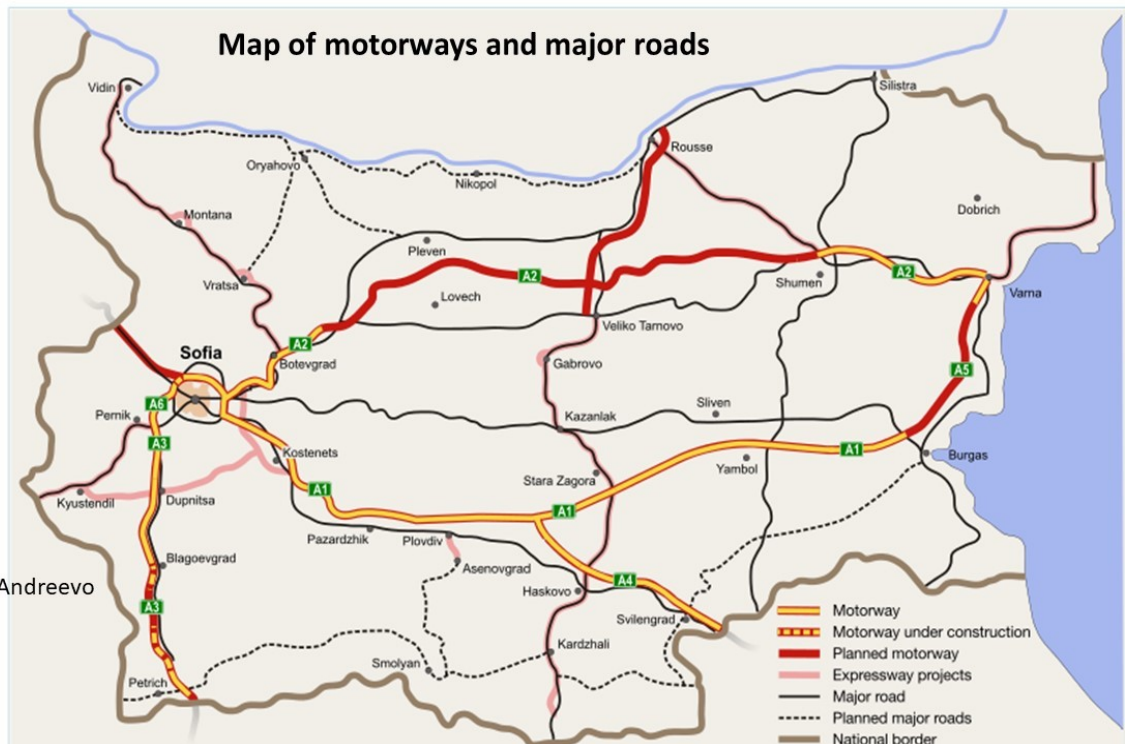 Map of motorways and major roads
Vidin
Silistra
Rousse
Oryahovo
Nikopol
Dobrich
Montana
Pleven
A2
A2
Shumen
Varna
Vratsa
Lovech
Veliko Tarnovo
A2
Sofia
Botevgrad
Gabrovo
A5
A6
Pernik
Sliven
Kazanlak
A3
Kostenets
A1
Burgas
Yambol
Stara Zagora
A1
Kyustendil
Dupnitsa
A1
Pazardzhik
Plovdiv
Blagoevgrad
Asenovgrad
Andreevo
A4
Haskovo
A3
Svilengrad
Kardzhali
Smolyan
Petrich
Motorway
Motorway under construction
Planned motorway
Expressway projects
Major road
Planned major roads
National border